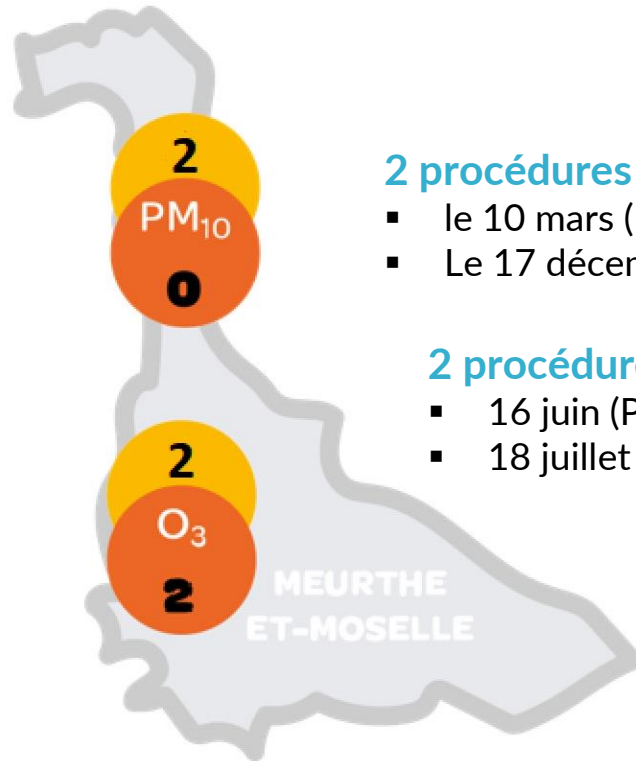 2
PM₁₀
0
2 procédures
▪ le 10 mars (
▪ Le 17 décem
2 procédure
▪ 16 juin (P
▪ 18 juillet
2
O₃
2
MEURTHE
ET-MOSELLE